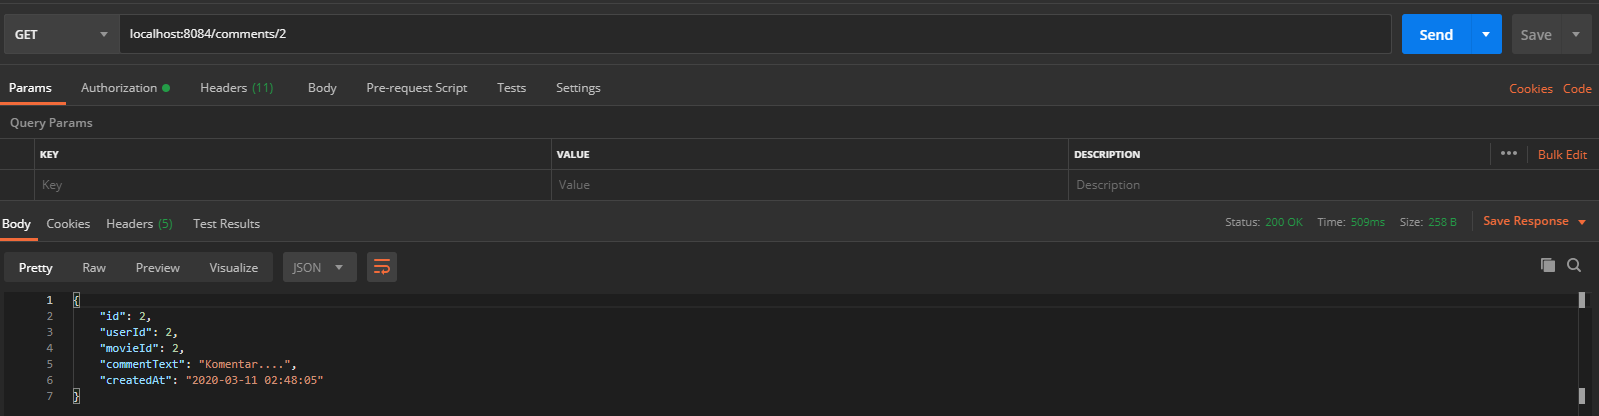 GET localhost:8084/comments/2 Send Save
Params Authorization Headers (11) Body Pre-request Script Tests Settings Cookies Code
Query Params
KEY VALUE DESCRIPTION ••• Bulk Edit
Key Value Description
Body Cookies Headers (5) Test Results Status: 200 OK Time: 509ms Size: 258 B Save Response
Pretty Raw Preview Visualize JSON
1 {
2 "id": 2,
3 "userId": 2,
4 "movieId": 2,
5 "commentText": "Komentar....",
6 "createdAt": "2020-03-11 02:48:05"
7 }